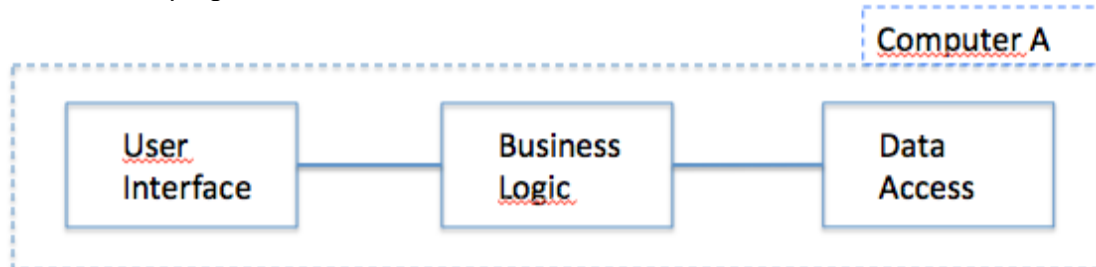 Computer A
User
Interface
Business
Logic
Data
Access